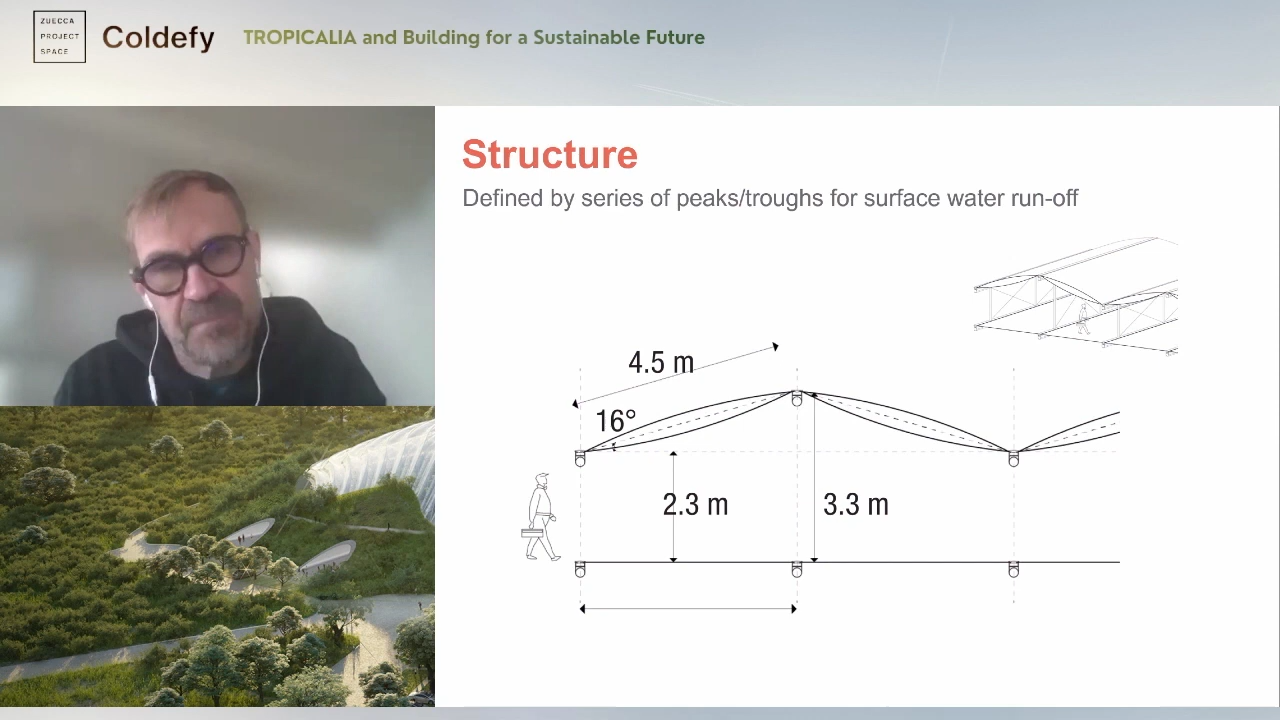 ZUECCA
PROJECT
SPACE
Coldefy
TROPICALIA and Building for a Sustainable Future
Structure
Defined by series of peaks/troughs for surface water run-off
4.5 m
16°
2.3 m
3.3 m